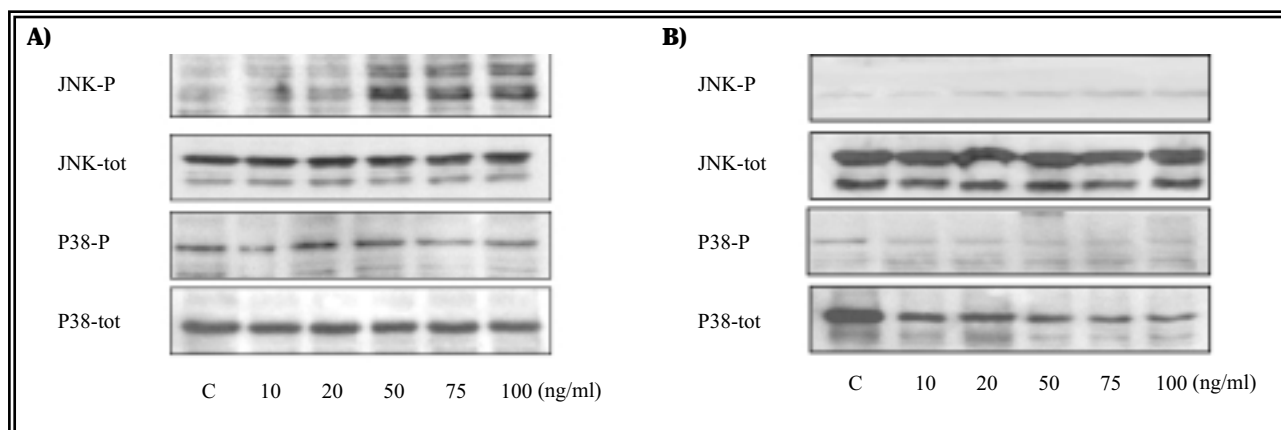 A)
JNK-P
JNK-tot
P38-P
P38-tot
C 10 20 50 75 100 (ng/ml)
B)
JNK-P
JNK-tot
P38-P
P38-tot
C 10 20 50 75 100 (ng/ml)